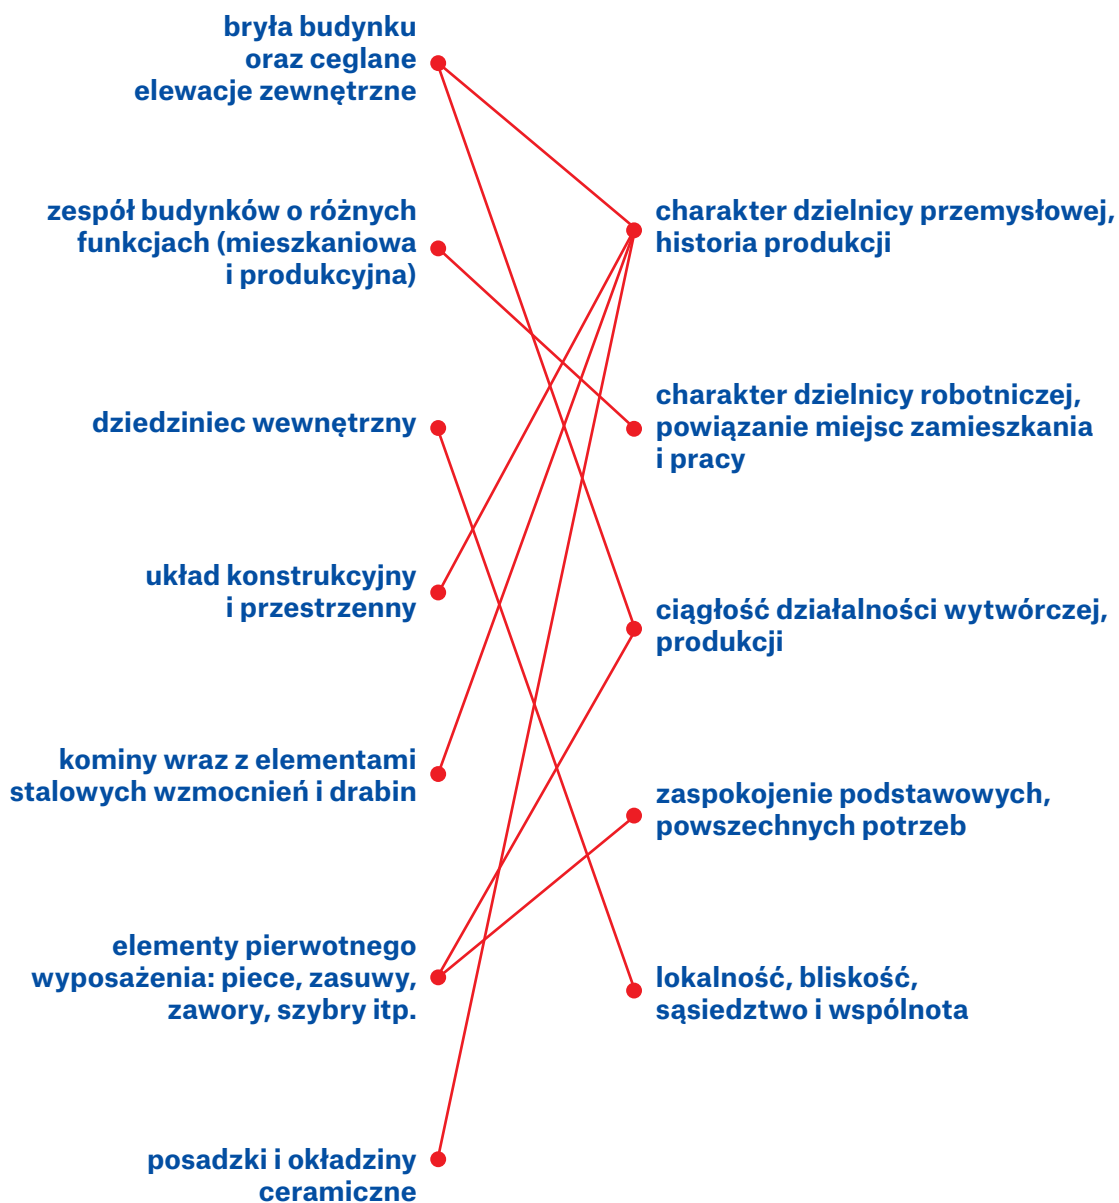 bryła budynku
oraz ceglane
elewacje zewnętrzne
zespół budynków o różnych
funkcjach (mieszkaniowa
i produkcyjna)
dziedziniec wewnętrzny
układ konstrukcyjny
i przestrzenny
kominy wraz z elementami
stalowych wzmocnień i drabin
elementy pierwotnego
wyposażenia: piece, zasuwy,
zawory, szybry itp.
posadzki i okładziny
ceramiczne
charakter dzielnicy przemysłowej,
historia produkcji
charakter dzielnicy robotniczej,
powiązanie miejsc zamieszkania
i pracy
ciągłość działalności wytwórczej,
produkcji
zaspokojenie podstawowych,
powszechnych potrzeb
lokalność, bliskość,
sąsiedztwo i wspólnota